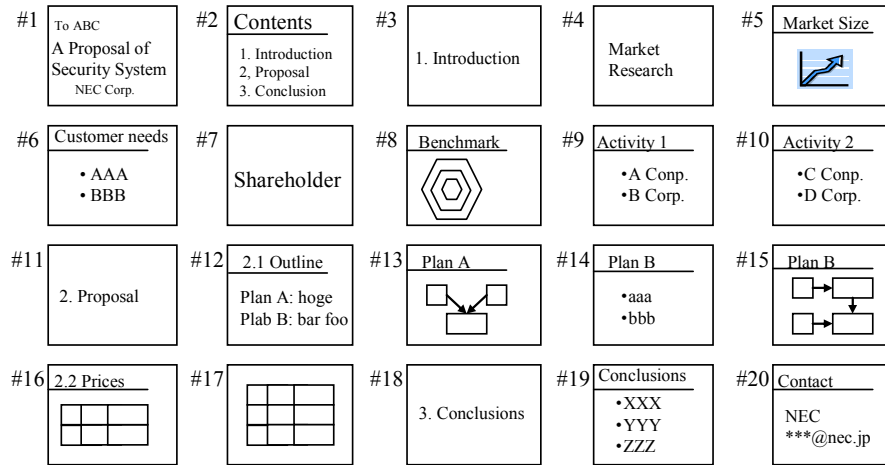 #1
To ABC
A Proposal of
Security System
NEC Corp.
#2
Contents
1. Introduction
2, Proposal
3. Conclusion
#3
1. Introduction
#4
Market
Research
#5
Market Size
#6
Customer needs
• AAA
• BBB
#7
Shareholder
#8
Benchmark
#9
Activity 1
•A Conp.
•B Corp.
#10
Activity 2
•C Conp.
•D Corp.
#11
2. Proposal
#12
2.1 Outline
Plan A: hoge
Plab B: bar foo
#13
Plan A
#14
Plan B
•aaa
•bbb
#15
Plan B
#16
2.2 Prices
#17
#18
3. Conclusions
#19
Conclusions
•XXX
•YYY
•ZZZ
#20
Contact
NEC
***@nec.jp